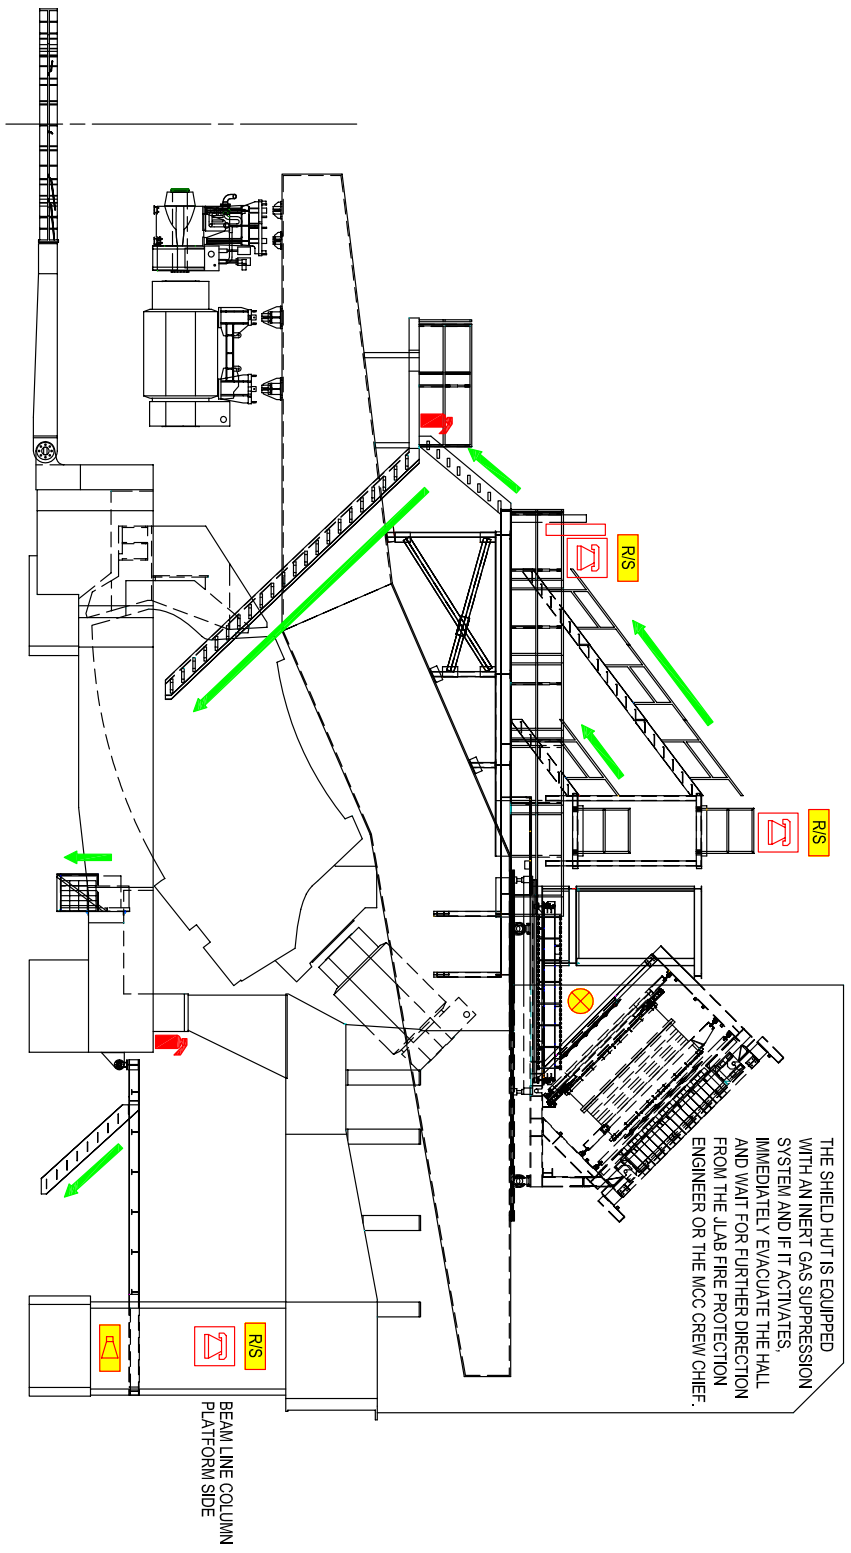 THE SHIELD HUT IS EQUIPPED
WITH AN INERT GAS SUPPRESSION
SYSTEM AND IF IT ACTIVATES,
IMMEDIATELY EVACUATE THE HALL
AND WAIT FOR FURTHER DIRECTION
FROM THE JLAB FIRE PROTECTION
ENGINEER OR THE MCC CREW CHIEF.
R/S
R/S
R/S
BEAM LINE COLUMN
PLATFORM SIDE